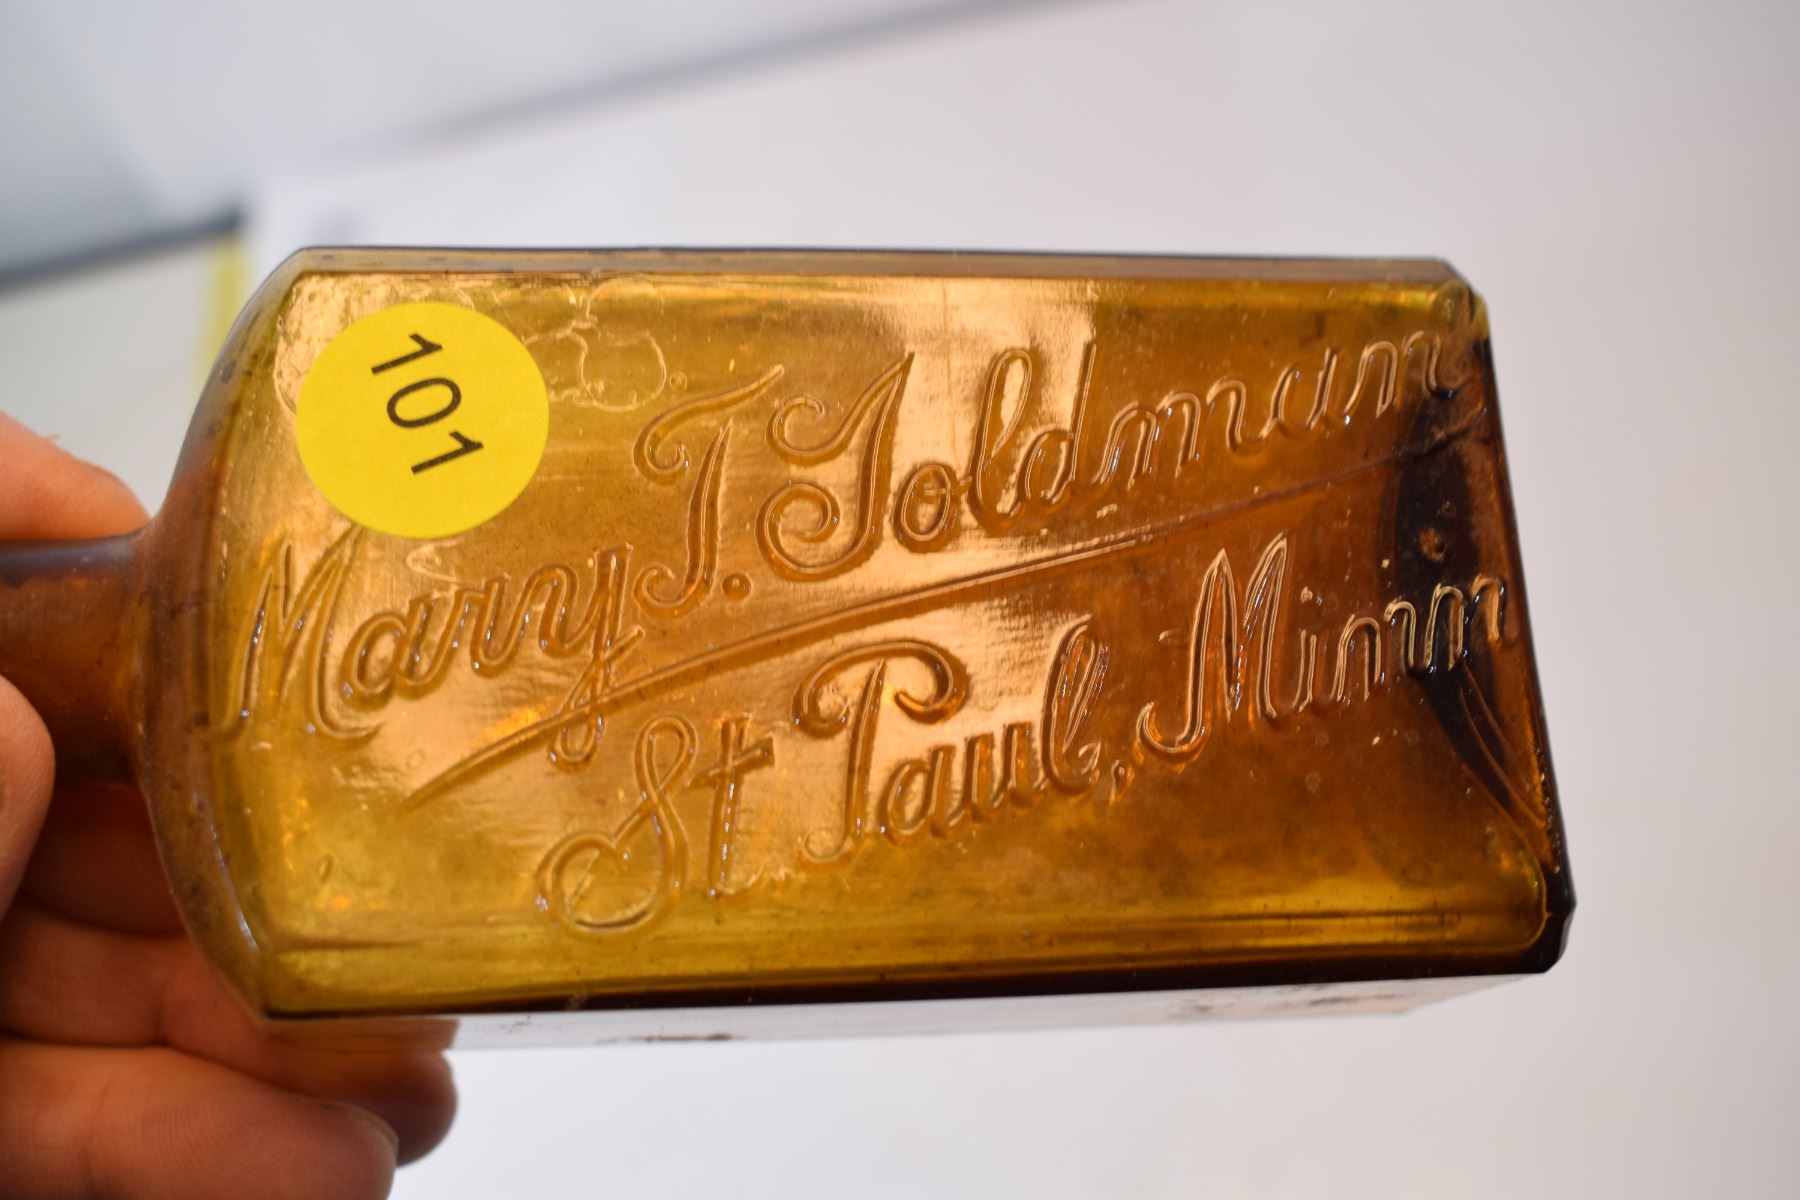 101
Mary T. Goldman
St. Paul, Minn